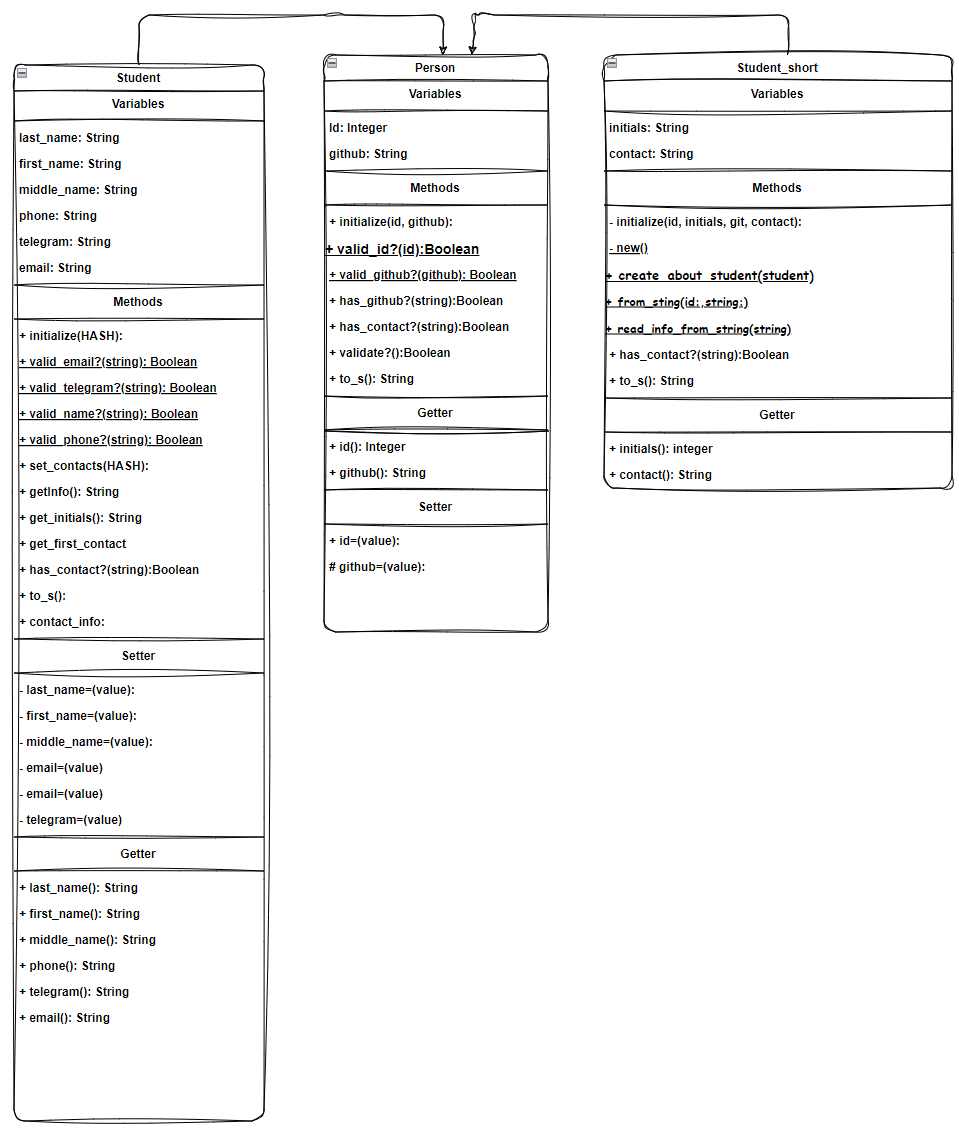 Student
Variables
last_name: String
first_name: String
middle_name: String
phone: String
telegram: String
email: String
Methods
+ initialize(HASH):
+ valid_email?(string): Boolean
+ valid_telegram?(string): Boolean
+ valid_name?(string): Boolean
+ valid_phone?(string): Boolean
+ set_contacts(HASH):
+ getInfo(): String
+ get_initials(): String
+ get_first_contact
+ has_contact?(string):Boolean
+ to_s():
+ contact_info:
Setter
- last_name=(value):
- first_name=(value):
- middle_name=(value):
- email=(value)
- email=(value)
- telegram=(value)
Getter
+ last_name(): String
+ first_name(): String
+ middle_name(): String
+ phone(): String
+ telegram(): String
+ email(): String
Person
Variables
Id: Integer
github: String
Methods
+ initialize(id, github):
+ valid_id?(id):Boolean
+ valid_github?(github): Boolean
+ has_github?(string):Boolean
+ has_contact?(string):Boolean
+ validate?():Boolean
+ to_s(): String
Getter
+ id(): Integer
+ github(): String
Setter
+ id=(value):
# github=(value):
Student_short
Variables
initials: String
contact: String
Methods
- initialize(id, initials, git, contact):
- new()
+ create_about_student(student)
+ from_sting(id:,string:)
+ read_info_from_string(string)
+ has_contact?(string):Boolean
+ to_s(): String
Getter
+ initials(): integer
+ contact(): String